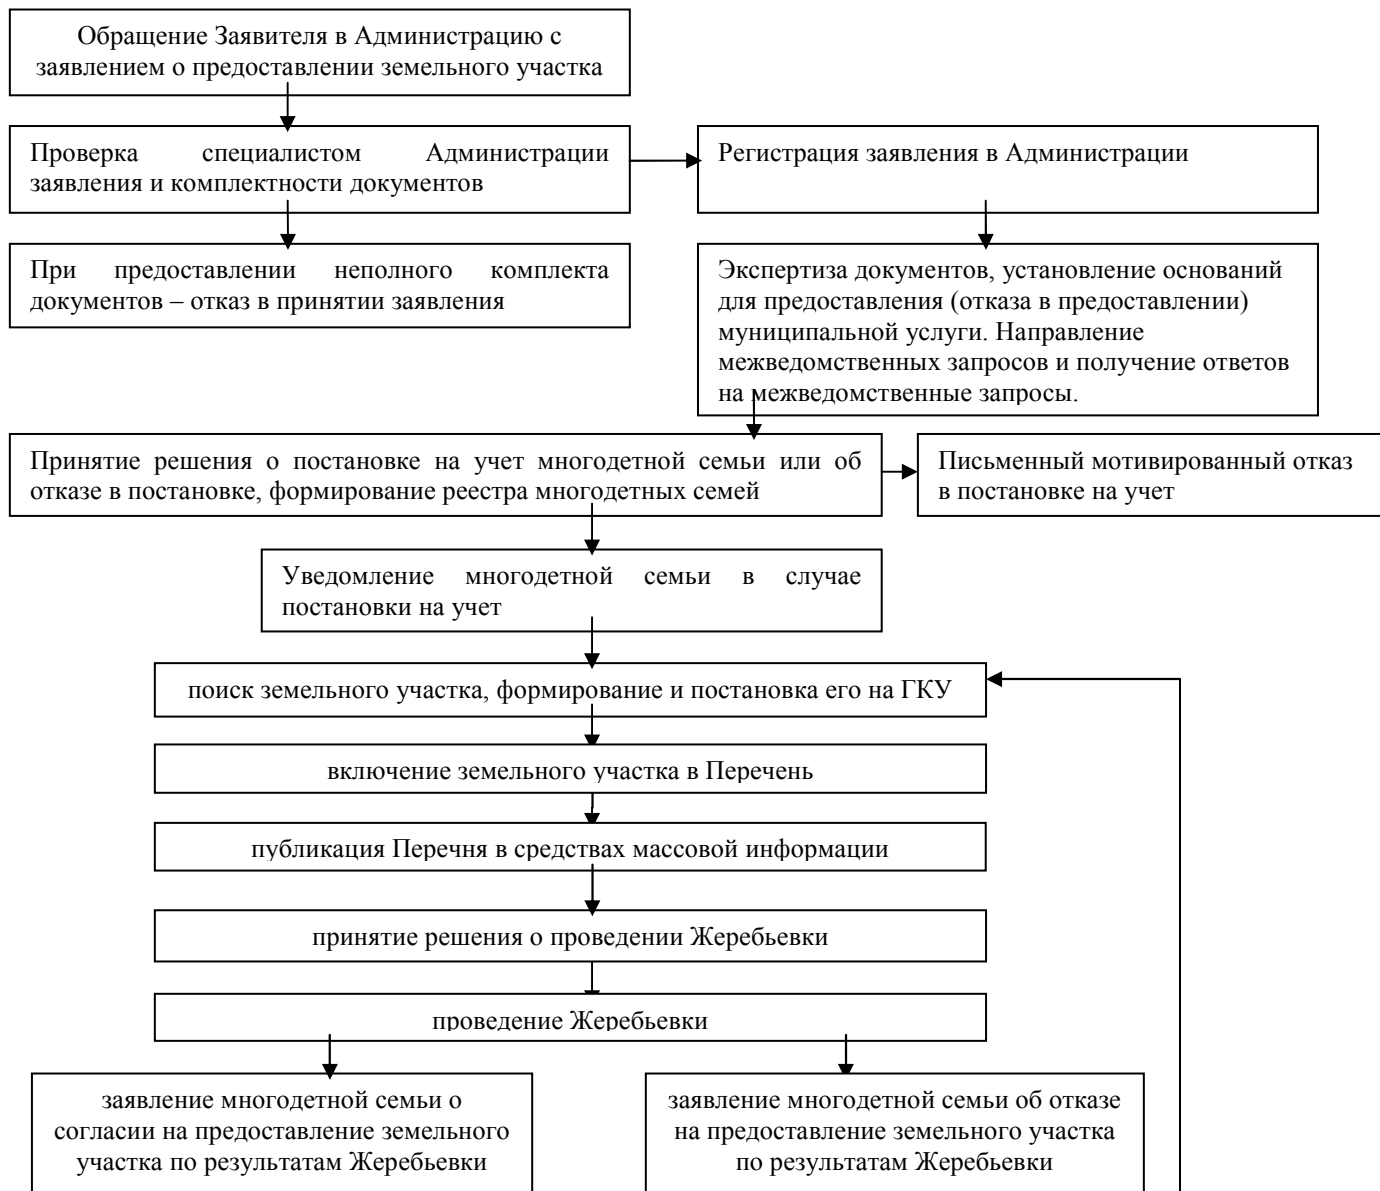 Обращение Заявителя в Администрацию с
заявлением о предоставлении земельного участка
Проверка специалистом Администрации
заявления и комплектности документов
Регистрация заявления в Администрации
При предоставлении неполного комплекта
документов – отказ в принятии заявления
Экспертиза документов, установление оснований
для предоставления (отказа в предоставлении)
муниципальной услуги. Направление
межведомственных запросов и получение ответов
на межведомственные запросы.
Принятие решения о постановке на учет многодетной семьи или об
отказе в постановке, формирование реестра многодетных семей
Письменный мотивированный отказ
в постановке на учет
Уведомление многодетной семьи в случае
постановки на учет
поиск земельного участка, формирование и постановка его на ГКУ
включение земельного участка в Перечень
публикация Перечня в средствах массовой информации
принятие решения о проведении Жеребьевки
проведение Жеребьевки
заявление многодетной семьи о
согласии на предоставление земельного
участка по результатам Жеребьевки
заявление многодетной семьи об отказе
на предоставление земельного участка
по результатам Жеребьевки